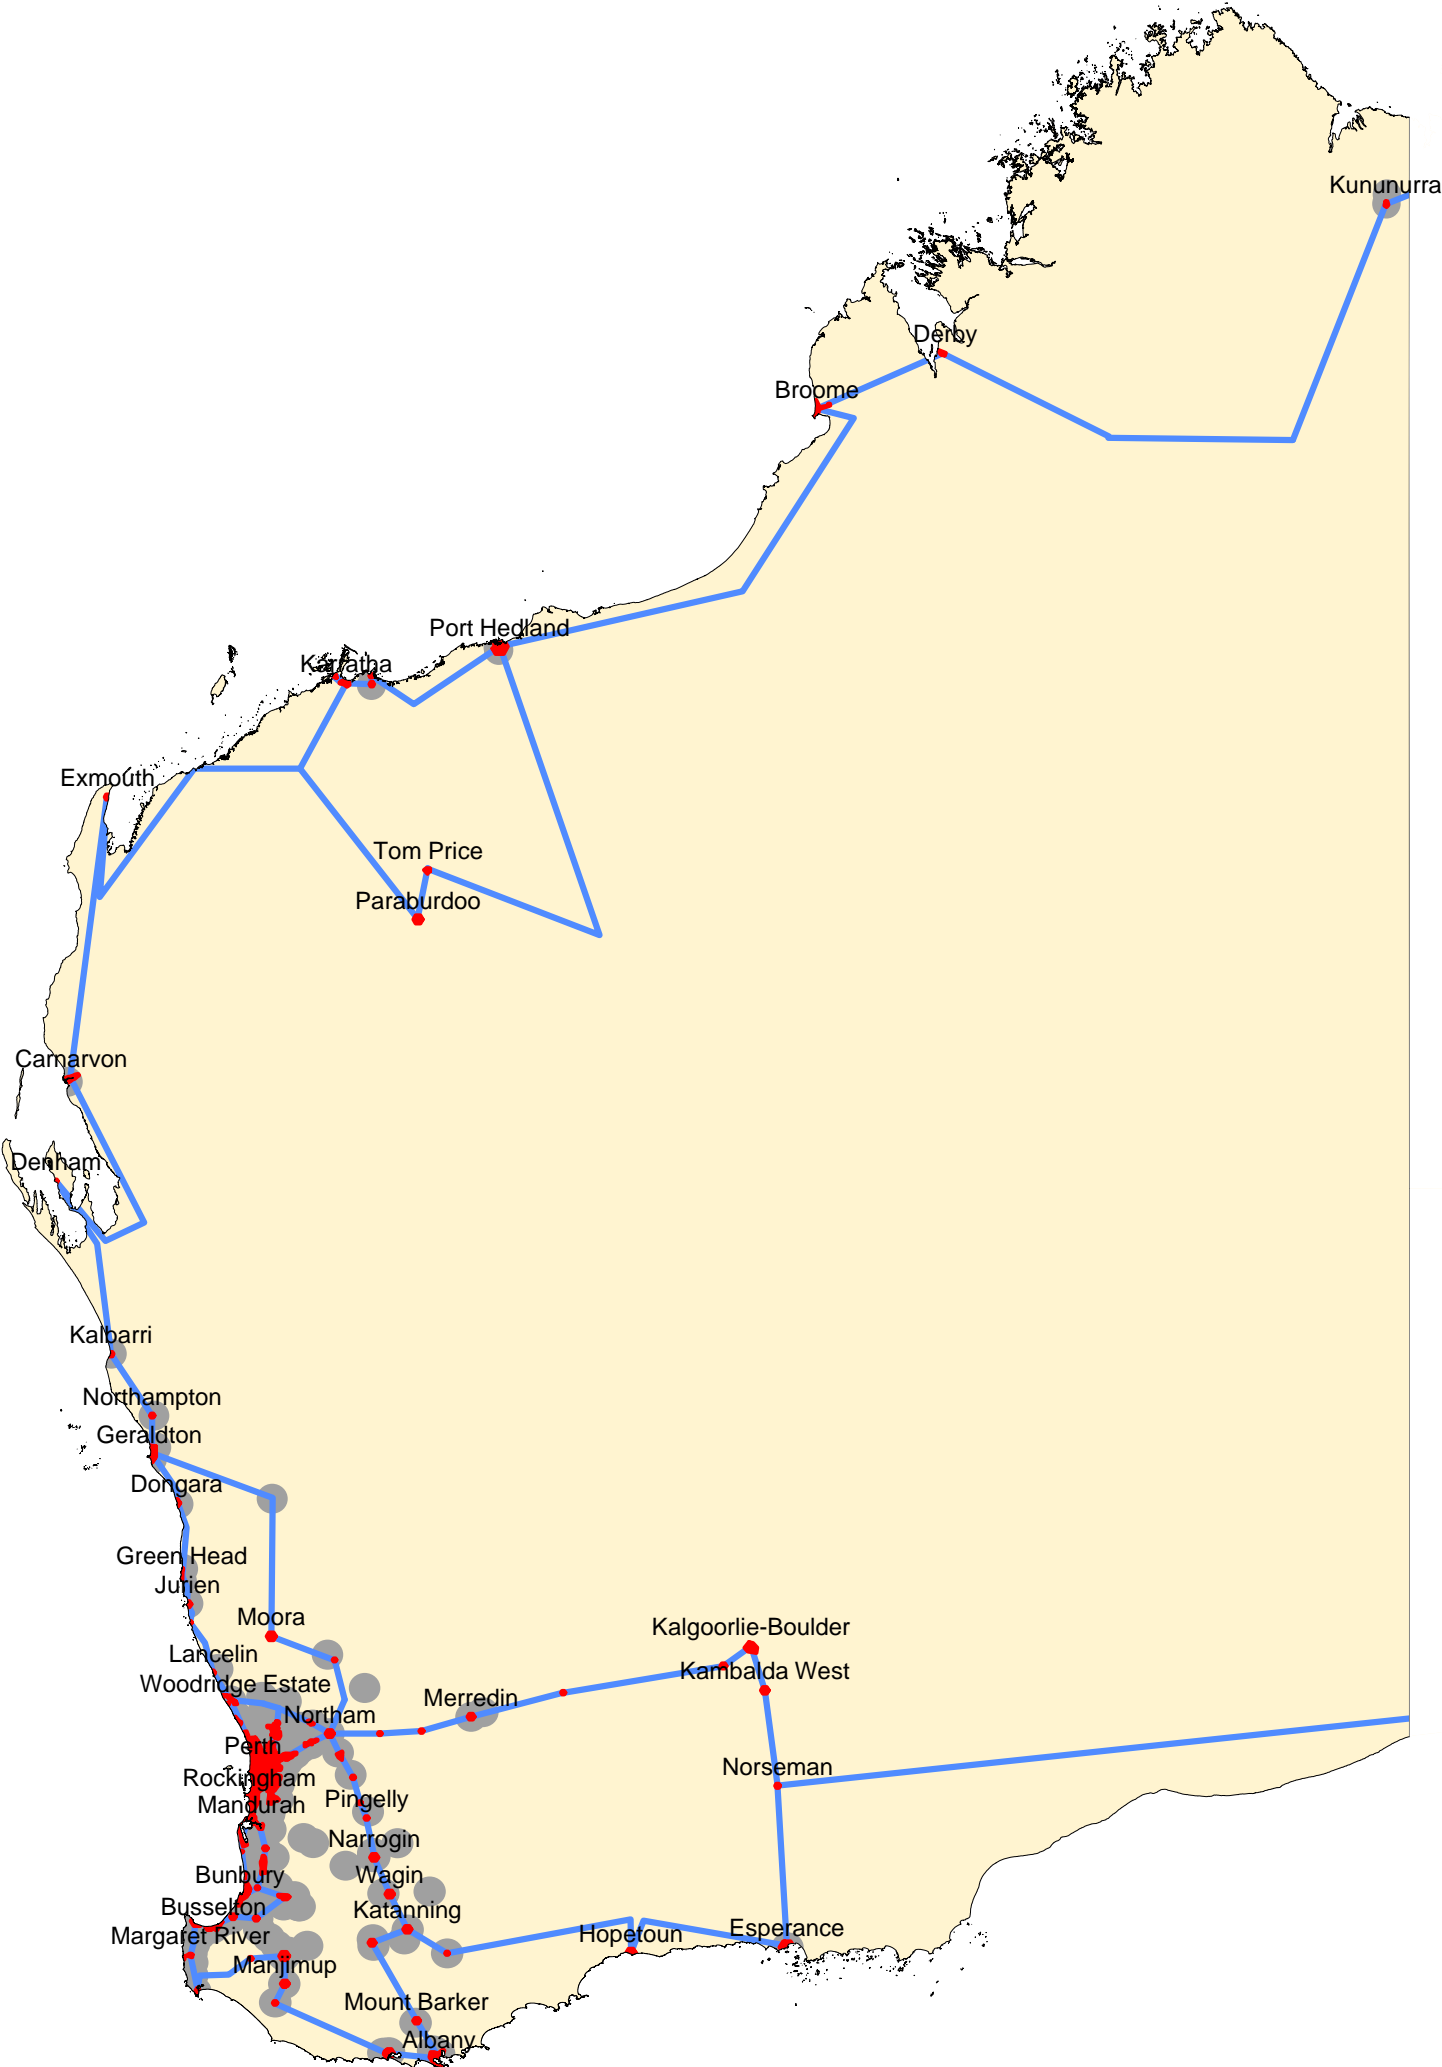 Kununurra
Derby
Broome
Port Hedland
Karratha
Exmouth
Tom Price
Paraburdoo
Carnarvon
Denham
Kalbarri
Northampton
Geraldton
Dongara
Green Head
Jurien
Moora
Kalgoorlie-Boulder
Lancelin
Kambalda West
Woodridge Estate
Merredin
Northam
Perth
Norseman
Rockingham
Pingelly
Mandurah
Narrogin
Bunbury
Wagin
Busselton
Katanning
Esperance
Hopetoun
Margaret River
Manjimup
Mount Barker
Albany